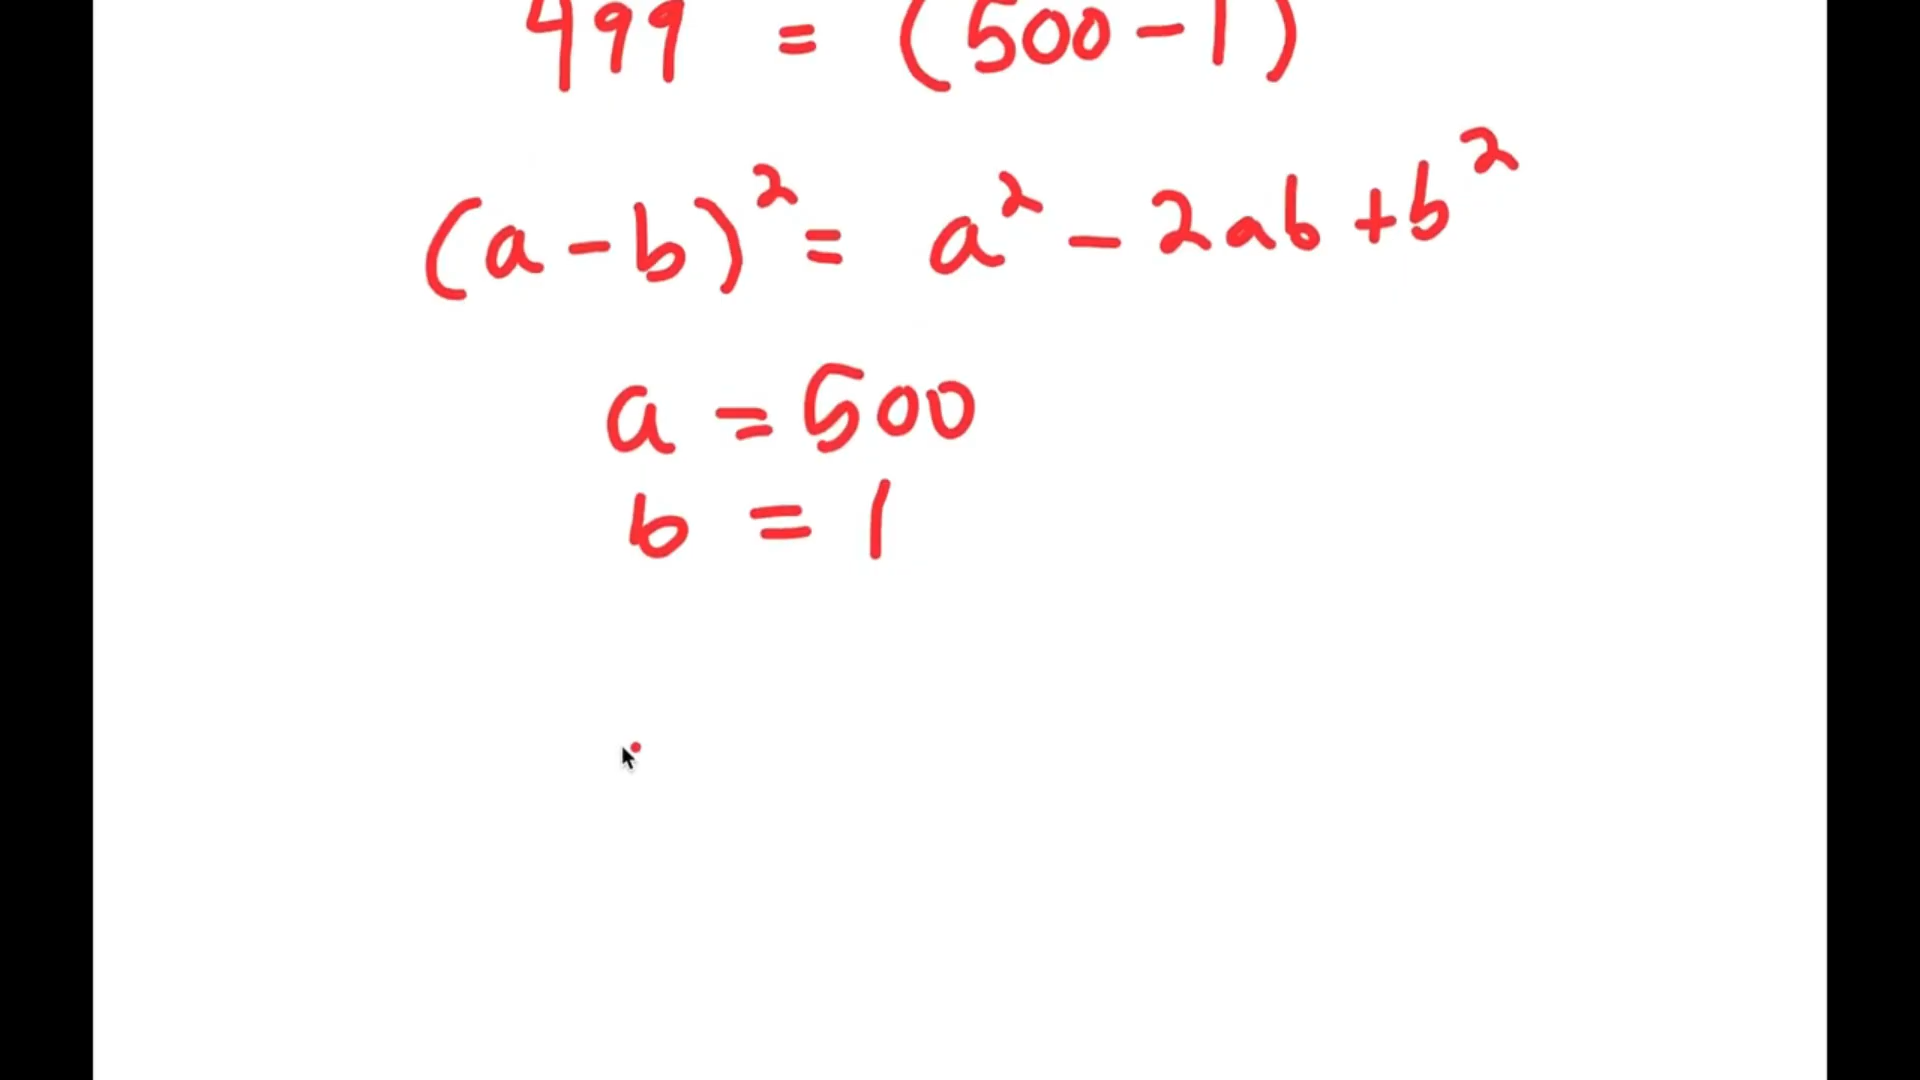 499 = (500-1)
(a-b)² = a² - 2ab + b²
a = 500
b = 1